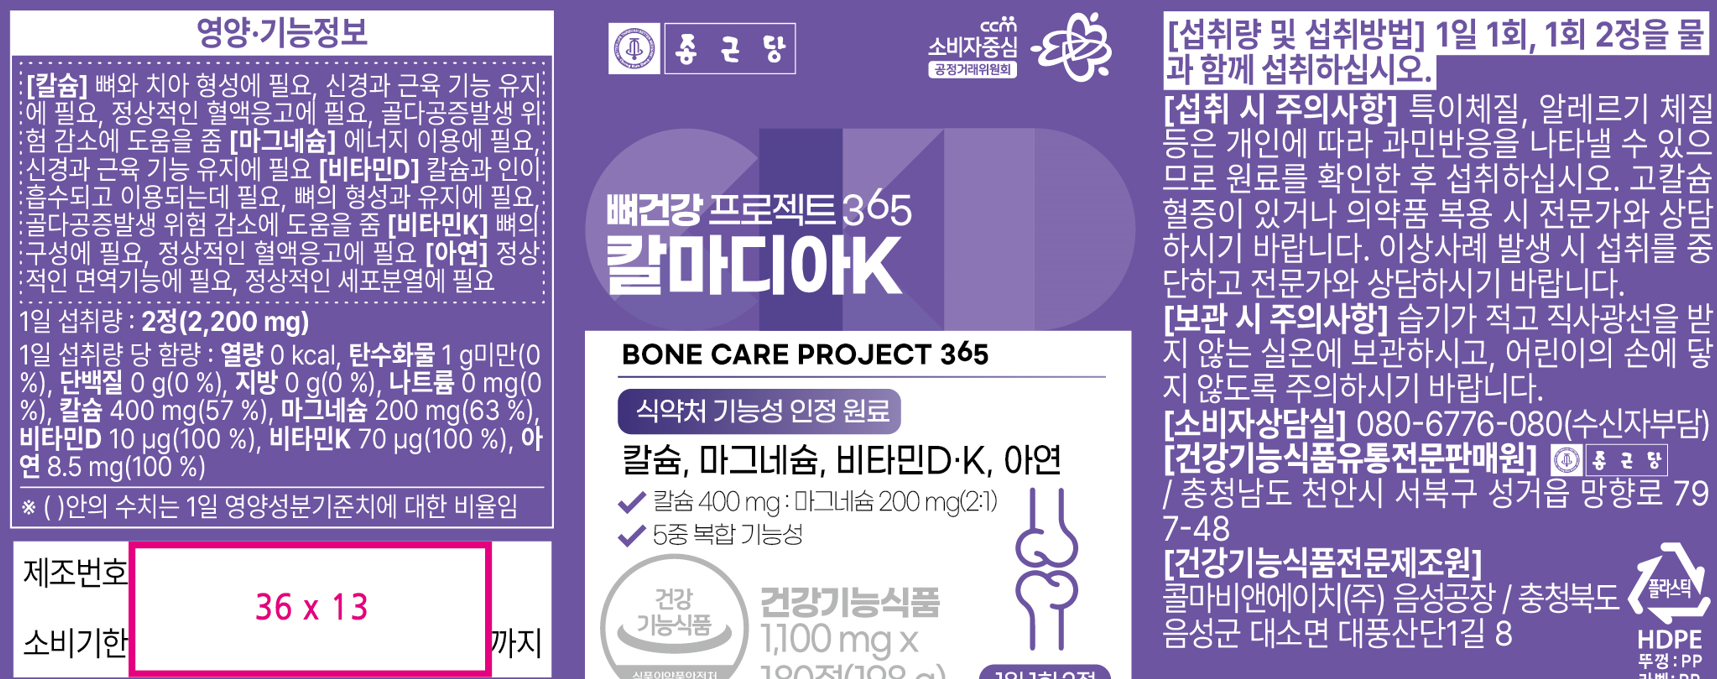 영양·기능정보
[칼슘] 뼈와 치아 형성에 필요, 신경과 근육 기능 유지
에 필요, 정상적인 혈액응고에 필요, 골다공증발생 위
험 감소에 도움을 줌 [마그네슘] 에너지 이용에 필요,
신경과 근육 기능 유지에 필요 [비타민D] 칼슘과 인이
흡수되고 이용되는데 필요, 뼈의 형성과 유지에 필요,
골다공증발생 위험 감소에 도움을 줌 [비타민K] 뼈의
구성에 필요, 정상적인 혈액응고에 필요 [아연] 정상
적인 면역기능에 필요, 정상적인 세포분열에 필요
1일 섭취량 : 2정(2,200 mg)
1일 섭취량 당 함량 : 열량 0 kcal, 탄수화물 1 g미만(0
%), 단백질 0 g(0 %), 지방 0 g(0 %), 나트륨 0 mg(0
%), 칼슘 400 mg(57 %), 마그네슘 200 mg(63 %),
비타민D 10 µg(100 %), 비타민K 70 µg(100 %), 아
연 8.5 mg(100 %)
※ ( )안의 수치는 1일 영양성분기준치에 대한 비율임
제조번호
36 x 13
소비기한
까지
종근당
ccm
소비자중심
공정거래위원회
뼈건강 프로젝트 365
칼마디아K
BONE CARE PROJECT 365
식약처 기능성 인정 원료
칼슘, 마그네슘, 비타민D·K, 아연
칼슘 400 mg : 마그네슘 200 mg(2:1)
5중 복합 기능성
건강
기능식품
식품의약품안전처
건강기능식품
1,100 mg x
180정(198 g)
1일 1회 2정
[섭취량 및 섭취방법] 1일 1회, 1회 2정을 물
과 함께 섭취하십시오.
[섭취 시 주의사항] 특이체질, 알레르기 체질
등은 개인에 따라 과민반응을 나타낼 수 있으
므로 원료를 확인한 후 섭취하십시오. 고칼슘
혈증이 있거나 의약품 복용 시 전문가와 상담
하시기 바랍니다. 이상사례 발생 시 섭취를 중
단하고 전문가와 상담하시기 바랍니다.
[보관 시 주의사항] 습기가 적고 직사광선을 받
지 않는 실온에 보관하시고, 어린이의 손에 닿
지 않도록 주의하시기 바랍니다.
[소비자상담실] 080-6776-080(수신자부담)
[건강기능식품유통전문판매원] 종근당
/ 충청남도 천안시 서북구 성거읍 망향로 79
7-48
[건강기능식품전문제조원]
콜마비앤에이치(주) 음성공장 / 충청북도
음성군 대소면 대풍산단1길 8
플라스틱
HDPE
뚜껑 : PP
라벨 : PP